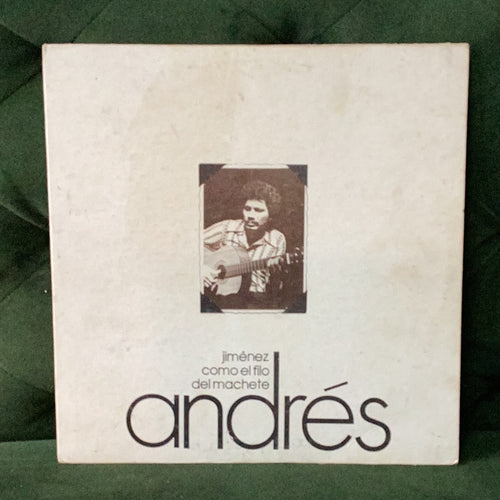 jiménez
como el filo
del machete
andrés